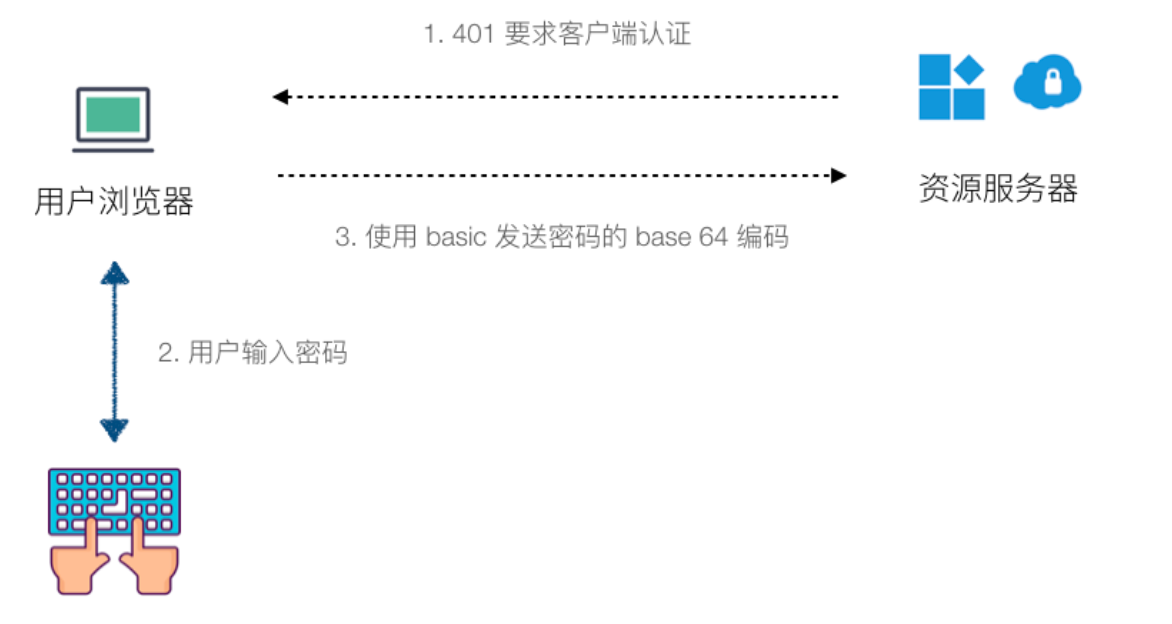 1. 401 要求客户端认证
用户浏览器
资源服务器
3. 使用 basic 发送密码的 base 64 编码
2. 用户输入密码